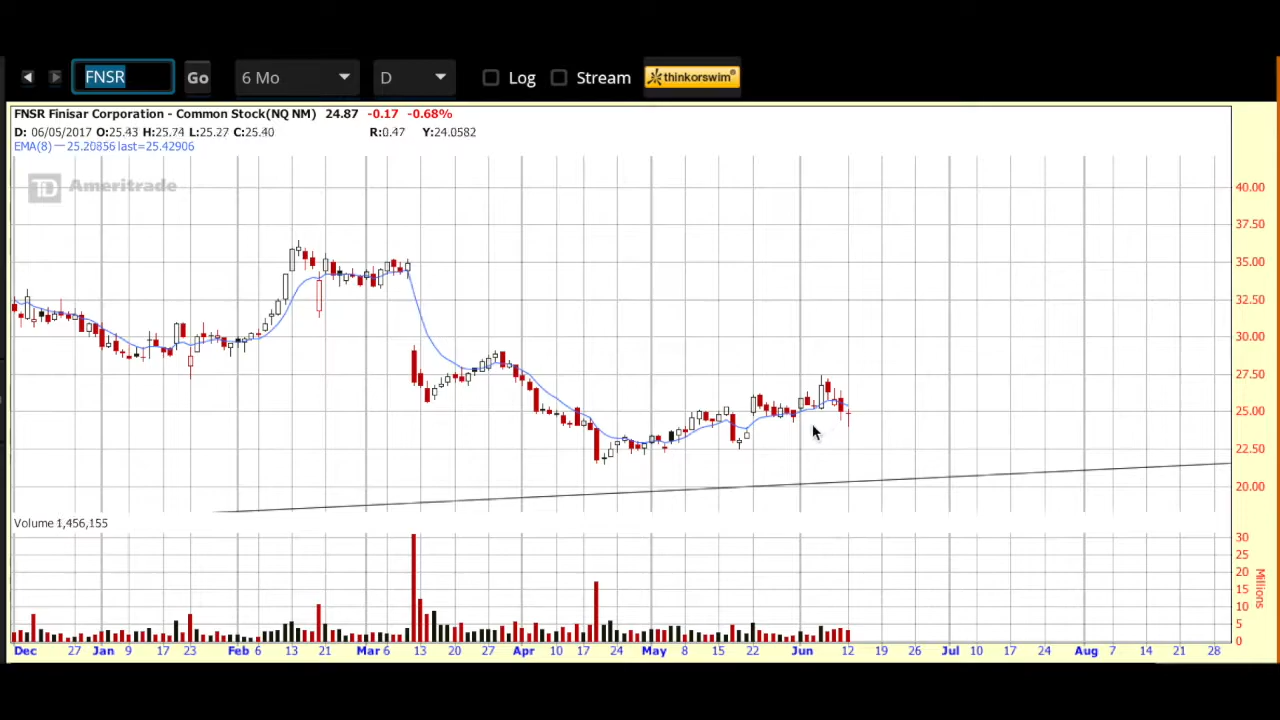 FNSR Go 6 Mo D Log Stream thinkorswim®
FNSR Finisar Corporation - Common Stock(NQ NM) 24.87 -0.17 -0.68%
D: 06/05/2017 O:25.43 H:25.74 L:25.27 C:25.40 R:0.47 Y:24.0582
EMA(8) — 25.20856 last=25.42906
TD Ameritrade
40.00
37.50
35.00
32.50
30.00
27.50
25.00
22.50
20.00
Volume 1,456,155
30
25
20
15
10
5
0
Millions
Dec 27 Jan 9 17 23 Feb 6 13 21 Mar 6 13 20 27 Apr 10 17 24 May 8 15 22 Jun 12 19 26 Jul 10 17 24 Aug 7 14 21 28